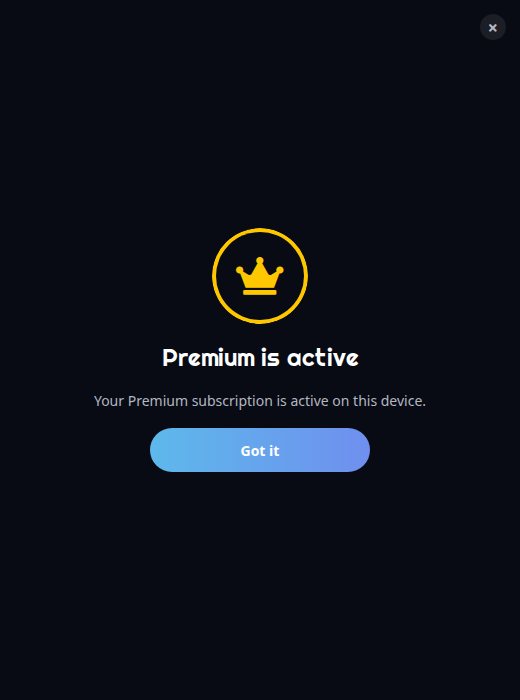 Premium is active
Your Premium subscription is active on this device.
Got it